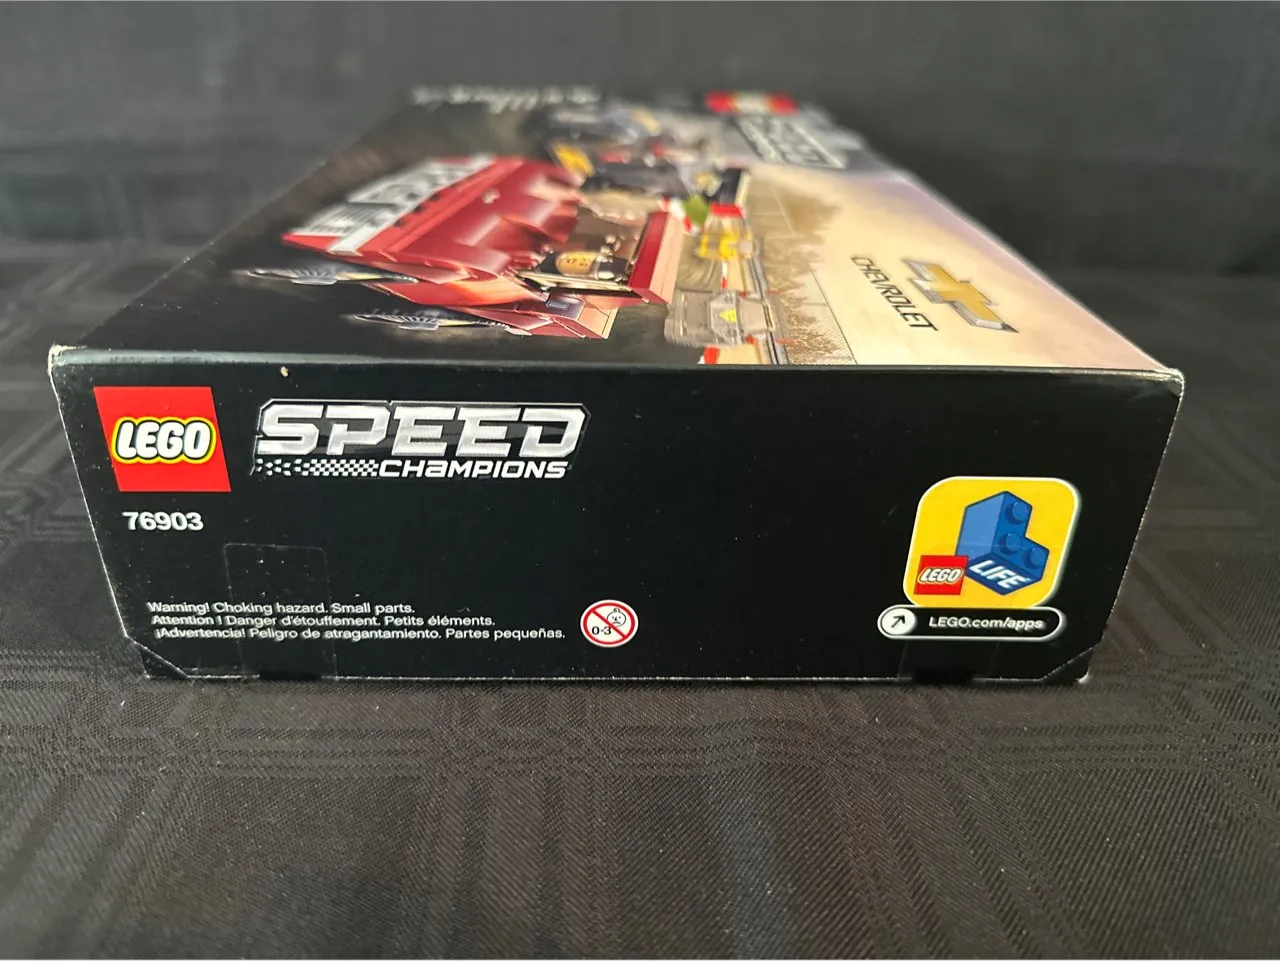 CHEVROLET
LEGO
SPEED
CHAMPIONS
76903
Warning! Choking hazard. Small parts.
Attention ! Danger d'étouffement. Petits éléments.
¡Advertencia! Peligro de atragantamiento. Partes pequeñas.
0-3
LEGO
LIFE
LEGO.com/apps